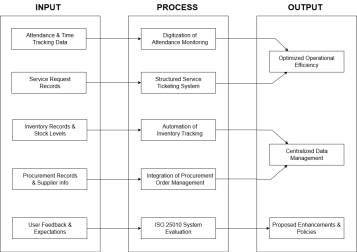 INPUT
PROCESS
OUTPUT
Attendance & Time
Tracking Data
Digitization of
Attendance Monitoring
Optimized Operational
Efficiency
Service Request
Records
Structured Service
Ticketing System
Inventory Records &
Stock Levels
Automation of
Inventory Tracking
Centralized Data
Management
Procurement Records
& Supplier info
Integration of Procurement
Order Management
User Feedback &
Expectations
ISO 25010 System
Evaluation
Proposed Enhancements &
Policies